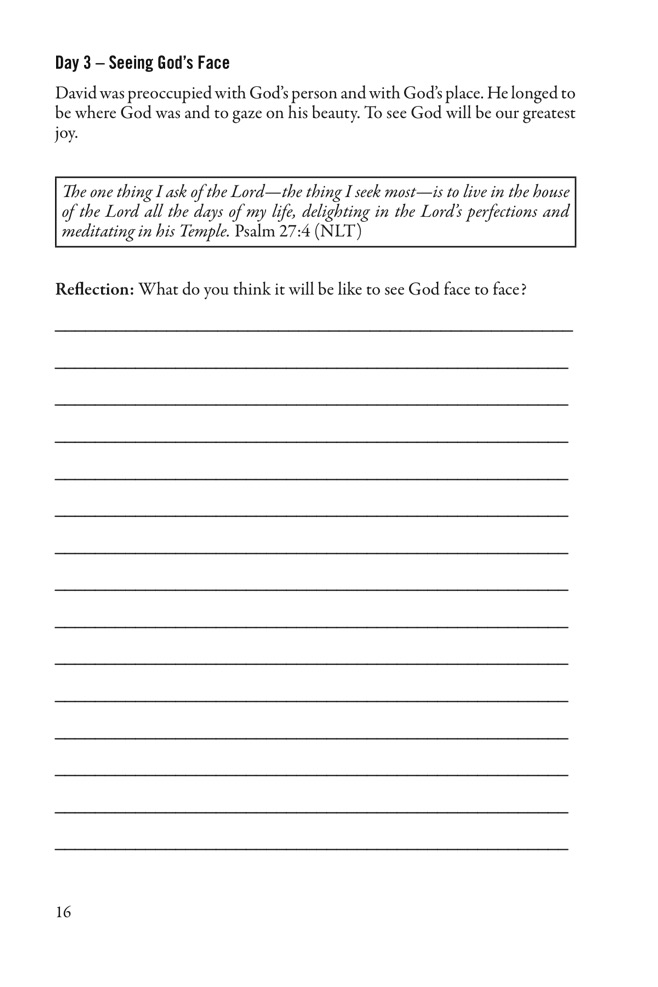 Day 3 – Seeing God’s Face
David was preoccupied with God’s person and with God’s place. He longed to
be where God was and to gaze on his beauty. To see God will be our greatest
joy.
The one thing I ask of the Lord—the thing I seek most—is to live in the house
of the Lord all the days of my life, delighting in the Lord’s perfections and
meditating in his Temple. Psalm 27:4 (NLT)
Reflection: What do you think it will be like to see God face to face?
16